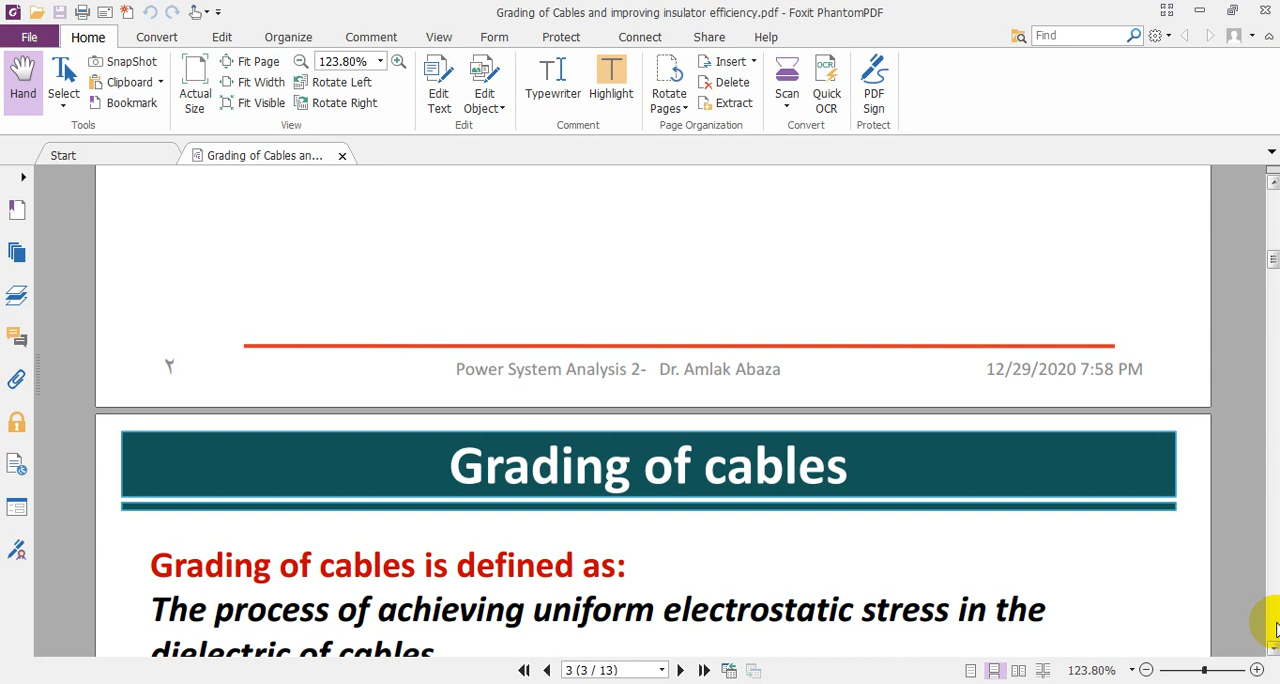 Grading of Cables and improving insulator efficiency.pdf - Foxit PhantomPDF
File Home Convert Edit Organize Comment View Form Protect Connect Share Help Find
Hand
Select
SnapShot
Clipboard
Bookmark
Tools
Actual
Size
Fit Page
Fit Width
Fit Visible
123.80%
Rotate Left
Rotate Right
View
Edit
Text
Edit
Object
Edit
Typewriter
Highlight
Comment
Rotate
Pages
Insert
Delete
Extract
Page Organization
Scan
Quick
OCR
Convert
PDF
Sign
Protect
Start
Grading of Cables an...
٢ Power System Analysis 2- Dr. Amlak Abaza 12/29/2020 7:58 PM
Grading of cables
Grading of cables is defined as:
The process of achieving uniform electrostatic stress in the
dielectric of cables
3 (3 / 13)
123.80%